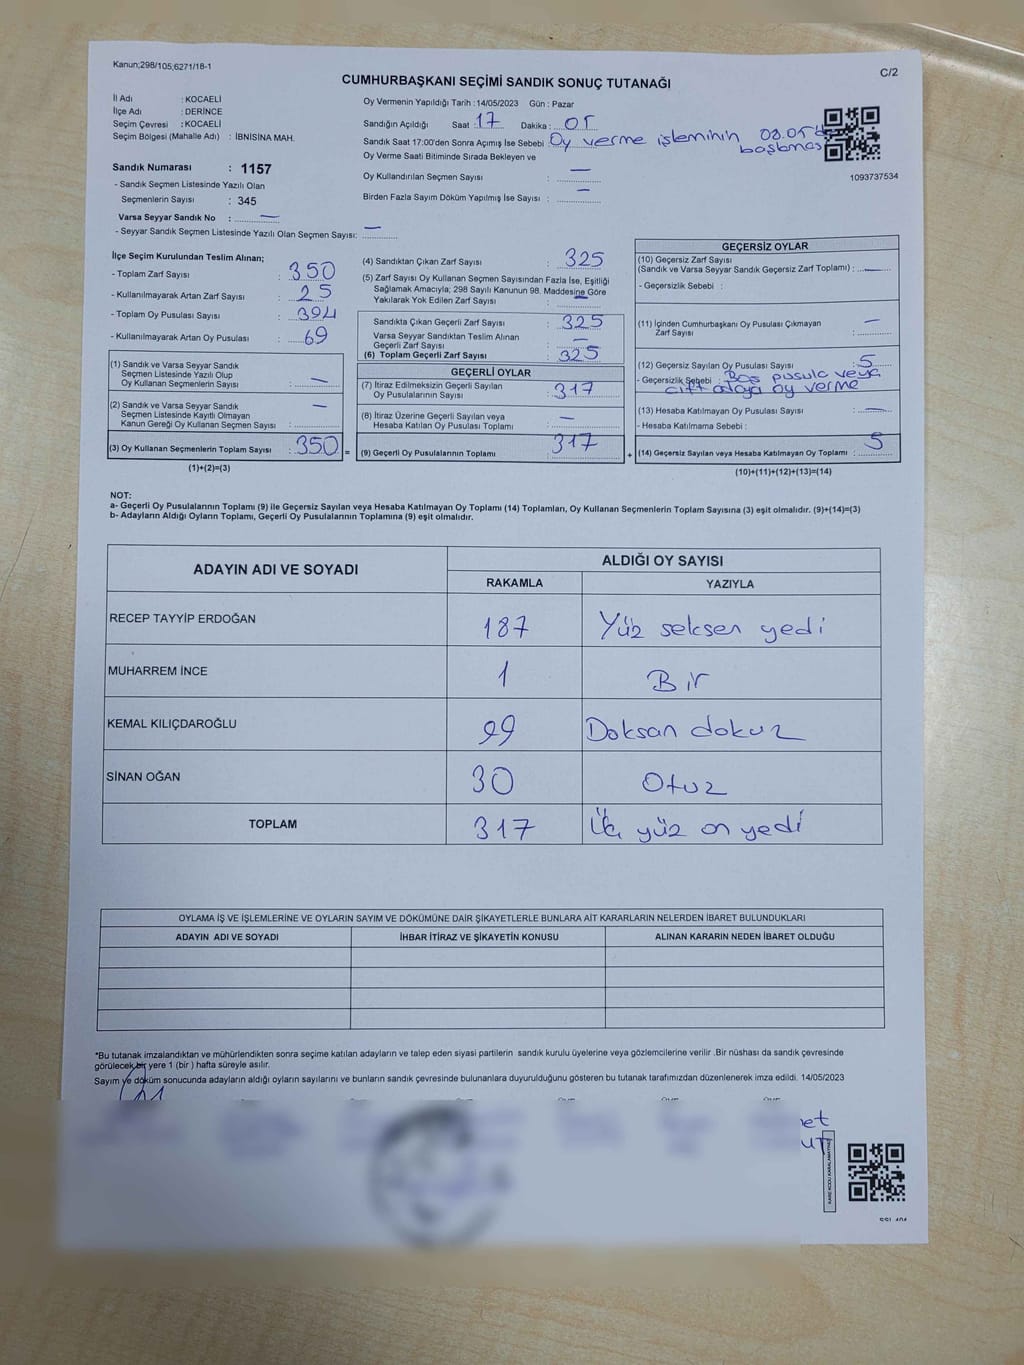 Kanun;298/105,6271/18-1
C/2
CUMHURBAŞKANI SEÇİMİ SANDIK SONUÇ TUTANAĞI
İl Adı : KOCAELİ
İlçe Adı : DERİNCE
Seçim Çevresi : KOCAELİ
Seçim Bölgesi (Mahalle Adı) : İBNİSİNA MAH.
Sandık Numarası : 1157
- Sandık Seçmen Listesinde Yazılı Olan
Seçmenlerin Sayısı : 345
Varsa Seyyar Sandık No : —
- Seyyar Sandık Seçmen Listesinde Yazılı Olan Seçmen Sayısı: —
Oy Vermenin Yapıldığı Tarih : 14/05/2023 Gün : Pazar
Sandığın Açıldığı Saat : 17 Dakika : 05
Sandık Saat 17:00'den Sonra Açımış İse Sebebi : Oy verme işleminin 08.05'de
başlaması
Oy Verme Saati Bitiminde Sırada Bekleyen ve
Oy Kullandırılan Seçmen Sayısı : —
Birden Fazla Sayım Döküm Yapılmış İse Sayısı : —
1093737534
İlçe Seçim Kurulundan Teslim Alınan;
- Toplam Zarf Sayısı : 350
- Kullanılmayarak Artan Zarf Sayısı : 25
- Toplam Oy Pusulası Sayısı : 394
- Kullanılmayarak Artan Oy Pusulası : 69
(1) Sandık ve Varsa Seyyar Sandık
Seçmen Listesinde Yazılı Olup
Oy Kullanan Seçmenlerin Sayısı : —
(2) Sandık ve Varsa Seyyar Sandık
Seçmen Listesinde Kayıtlı Olmayan
Kanun Gereği Oy Kullanan Seçmen Sayısı : —
(3) Oy Kullanan Seçmenlerin Toplam Sayısı : 350 =
(1)+(2)=(3)
(4) Sandıktan Çıkan Zarf Sayısı : 325
(5) Zarf Sayısı Oy Kullanan Seçmen Sayısından Fazla İse, Eşitliği
Sağlamak Amacıyla; 298 Sayılı Kanunun 98. Maddesine Göre
Yakılarak Yok Edilen Zarf Sayısı : —
Sandıkta Çıkan Geçerli Zarf Sayısı : 325
Varsa Seyyar Sandıktan Teslim Alınan
Geçerli Zarf Sayısı : —
(6) Toplam Geçerli Zarf Sayısı : 325
GEÇERLİ OYLAR
(7) İtiraz Edilmeksizin Geçerli Sayılan
Oy Pusulalarının Sayısı : 317
(8) İtiraz Üzerine Geçerli Sayılan veya
Hesaba Katılan Oy Pusulası Toplamı : —
(9) Geçerli Oy Pusulalarının Toplamı : 317 +
GEÇERSİZ OYLAR
(10) Geçersiz Zarf Sayısı
(Sandık ve Varsa Seyyar Sandık Geçersiz Zarf Toplamı) : —
- Geçersizlik Sebebi :
(11) İçinden Cumhurbaşkanı Oy Pusulası Çıkmayan
Zarf Sayısı : —
(12) Geçersiz Sayılan Oy Pusulası Sayısı : 5
- Geçersizlik Sebebi : Boş pusula veya
çift adaya oy verme
(13) Hesaba Katılmayan Oy Pusulası Sayısı : —
- Hesaba Katılmama Sebebi :
(14) Geçersiz Sayılan veya Hesaba Katılmayan Oy Toplamı : 5
(10)+(11)+(12)+(13)=(14)
NOT:
a- Geçerli Oy Pusulalarının Toplamı (9) ile Geçersiz Sayılan veya Hesaba Katılmayan Oy Toplamı (14) Toplamları, Oy Kullanan Seçmenlerin Toplam Sayısına (3) eşit olmalıdır. (9)+(14)=(3)
b- Adayların Aldığı Oyların Toplamı, Geçerli Oy Pusulalarının Toplamına (9) eşit olmalıdır.
ADAYIN ADI VE SOYADI
ALDIĞI OY SAYISI
RAKAMLA YAZIYLA
RECEP TAYYİP ERDOĞAN 187 Yüz seksen yedi
MUHARREM İNCE 1 Bir
KEMAL KILIÇDAROĞLU 99 Doksan dokuz
SİNAN OĞAN 30 Otuz
TOPLAM 317 Üç yüz on yedi
OYLAMA İŞ VE İŞLEMLERİNE VE OYLARIN SAYIM VE DÖKÜMÜNE DAİR ŞİKAYETLERLE BUNLARA AİT KARARLARIN NELERDEN İBARET BULUNDUKLARI
ADAYIN ADI VE SOYADI İHBAR İTİRAZ VE ŞİKAYETİN KONUSU ALINAN KARARIN NEDEN İBARET OLDUĞU
*Bu tutanak imzalandıktan ve mühürlendikten sonra seçime katılan adayların ve talep eden siyasi partilerin sandık kurulu üyelerine veya gözlemcilerine verilir .Bir nüshası da sandık çevresinde
görülecek bir yere 1 (bir ) hafta süreyle asılır.
Sayım ve döküm sonucunda adayların aldığı oyların sayılarını ve bunların sandık çevresinde bulunanlara duyurulduğunu gösteren bu tutanak tarafımızdan düzenlenerek imza edildi. 14/05/2023